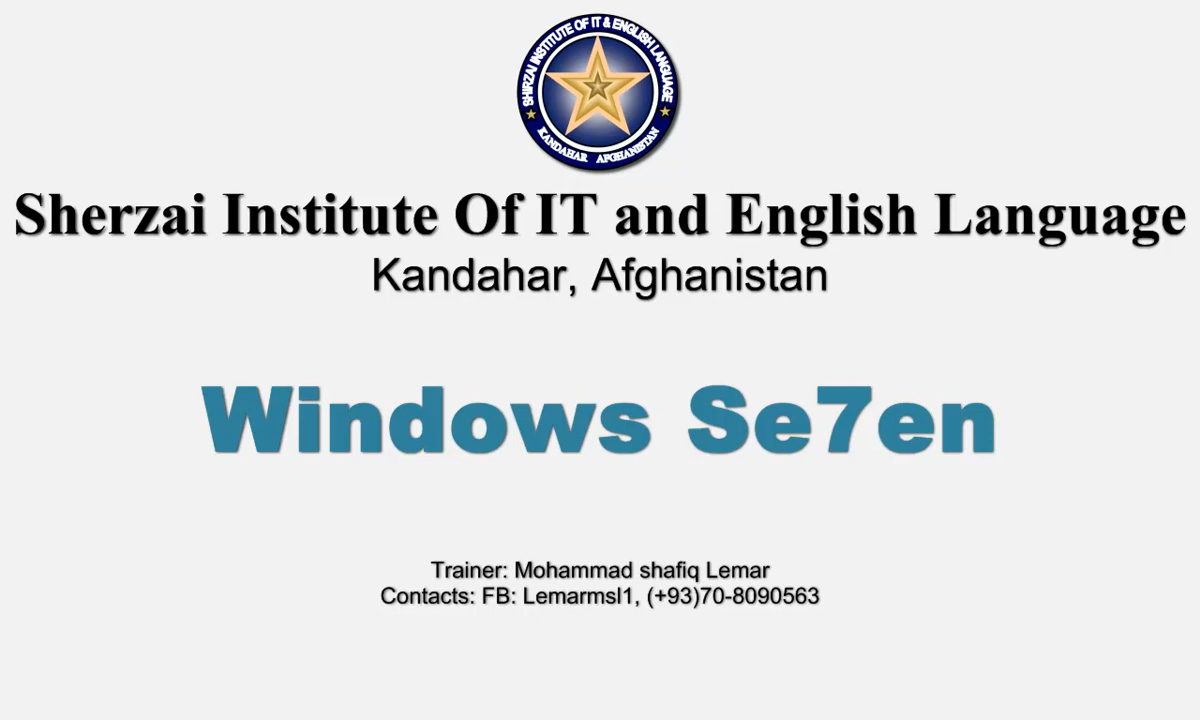 SHIRZAI INSTITUTE OF IT & ENGLISH LANGUAGE
KANDAHAR AFGHANISTAN
Sherzai Institute Of IT and English Language
Kandahar, Afghanistan
Windows Se7en
Trainer: Mohammad shafiq Lemar
Contacts: FB: Lemarmsl1, (+93)70-8090563